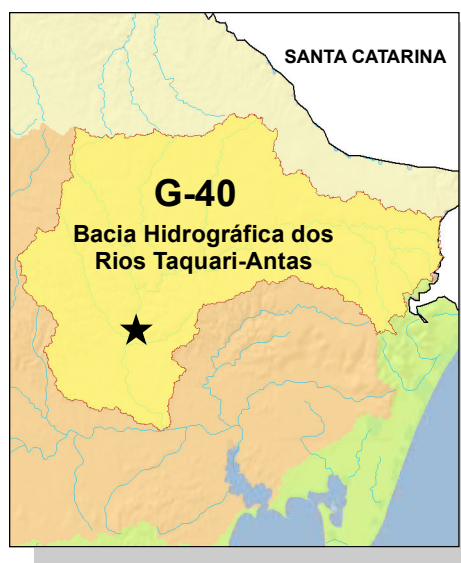 SANTA CATARINA
G-40
Bacia Hidrográfica dos
Rios Taquari-Antas